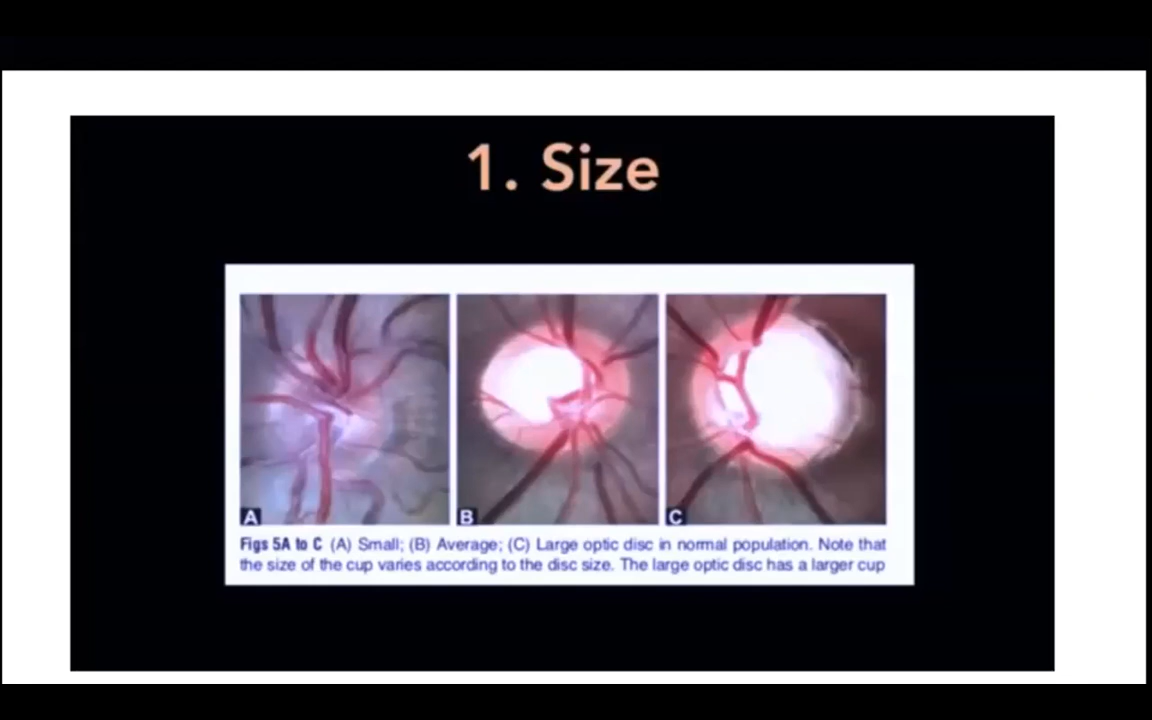 1. Size
A
B
C
Figs 5A to C (A) Small; (B) Average; (C) Large optic disc in normal population. Note that
the size of the cup varies according to the disc size. The large optic disc has a larger cup